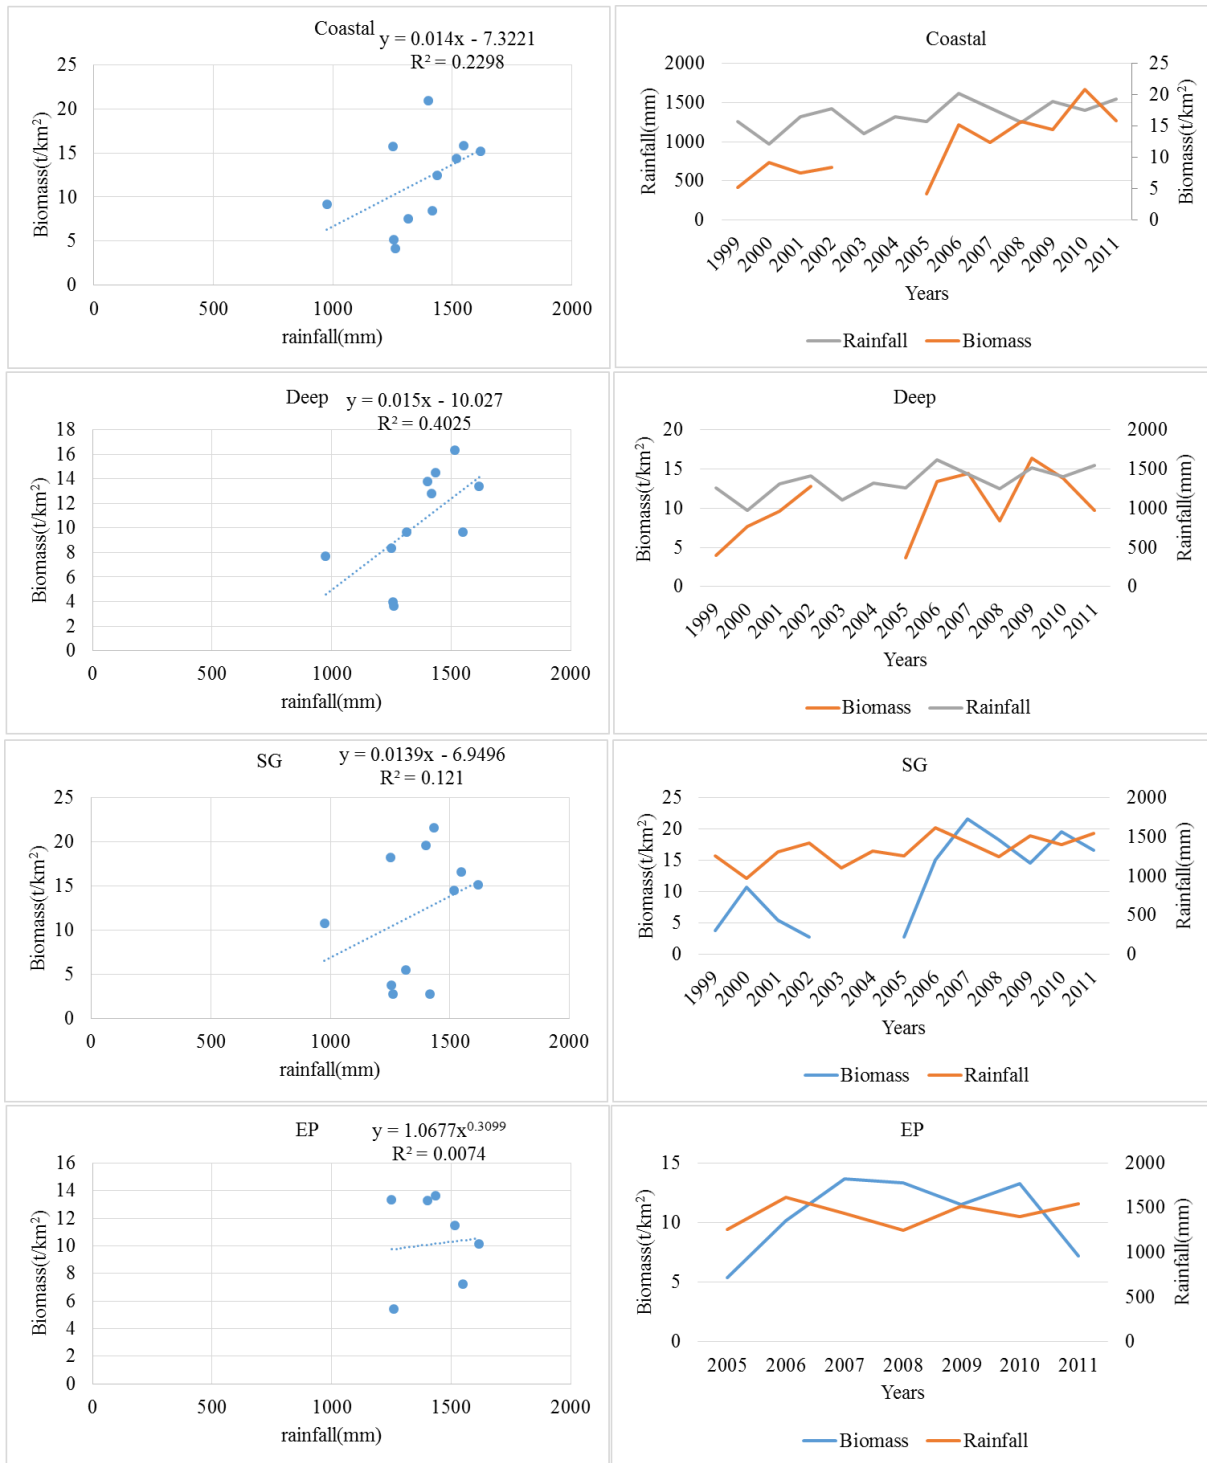 Coastal
y = 0.014x - 7.3221
R² = 0.2298
25
20
15
10
5
0
Biomass(t/km²)
0 500 1000 1500 2000
rainfall(mm)
Coastal
2000
1500
1000
500
0
Rainfall(mm)
25
20
15
10
5
0
Biomass(t/km²)
1999 2000 2001 2002 2003 2004 2005 2006 2007 2008 2009 2010 2011
Years
Rainfall Biomass
Deep
y = 0.015x - 10.027
R² = 0.4025
18
16
14
12
10
8
6
4
2
0
Biomass(t/km²)
0 500 1000 1500 2000
rainfall(mm)
Deep
20
15
10
5
0
Biomass(t/km²)
2000
1500
1000
500
0
Rainfall(mm)
1999 2000 2001 2002 2003 2004 2005 2006 2007 2008 2009 2010 2011
Years
Biomass Rainfall
SG
y = 0.0139x - 6.9496
R² = 0.121
25
20
15
10
5
0
Biomass(t/km²)
0 500 1000 1500 2000
rainfall(mm)
SG
25
20
15
10
5
0
Biomass(t/km²)
2000
1500
1000
500
0
Rainfall(mm)
1999 2000 2001 2002 2003 2004 2005 2006 2007 2008 2009 2010 2011
Years
Biomass Rainfall
EP
y = 1.0677x^0.3099
R² = 0.0074
16
14
12
10
8
6
4
2
0
Biomass(t/km²)
0 500 1000 1500 2000
rainfall(mm)
EP
15
10
5
0
Biomass(t/km²)
2000
1500
1000
500
0
Rainfall(mm)
2005 2006 2007 2008 2009 2010 2011
Years
Biomass Rainfall